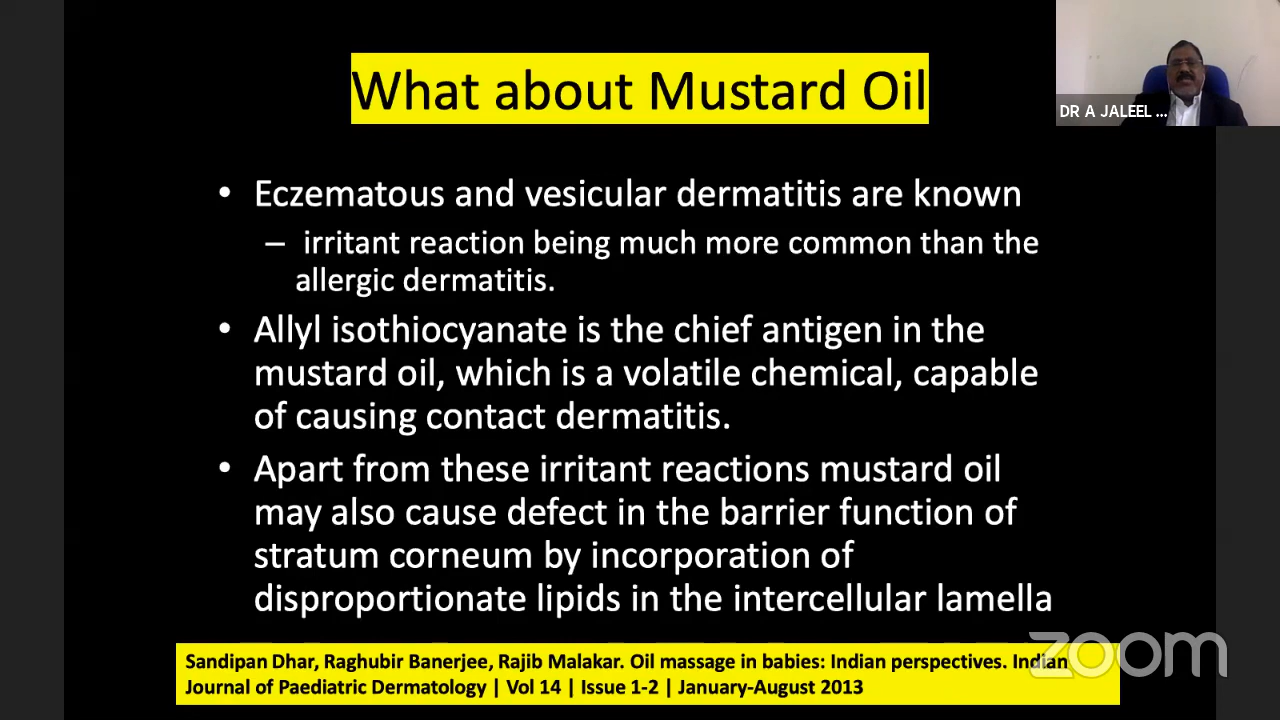 What about Mustard Oil
DR A JALEEL ...
• Eczematous and vesicular dermatitis are known
– irritant reaction being much more common than the
allergic dermatitis.
• Allyl isothiocyanate is the chief antigen in the
mustard oil, which is a volatile chemical, capable
of causing contact dermatitis.
• Apart from these irritant reactions mustard oil
may also cause defect in the barrier function of
stratum corneum by incorporation of
disproportionate lipids in the intercellular lamella
Sandipan Dhar, Raghubir Banerjee, Rajib Malakar. Oil massage in babies: Indian perspectives. Indian
Journal of Paediatric Dermatology | Vol 14 | Issue 1-2 | January-August 2013
zoom